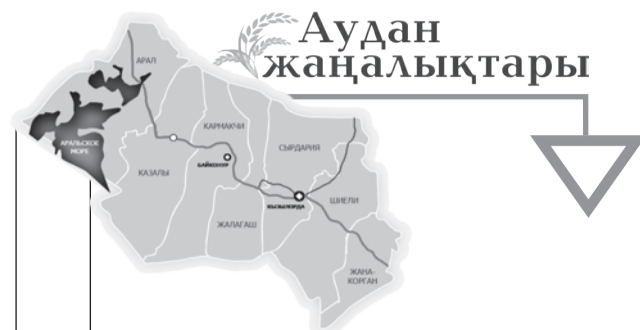 Аудан
жаңалықтары
АРАЛ
АРАЛЬСКОЕ
МОРЕ
КАЗАЛЫ
КАРМАКЧИ
БАЙКОНУР
СЫРДАРИЯ
КЫЗЫЛОРДА
ЖАЛАГАШ
ШИЕЛИ
ЖАНА-
КОРГАН